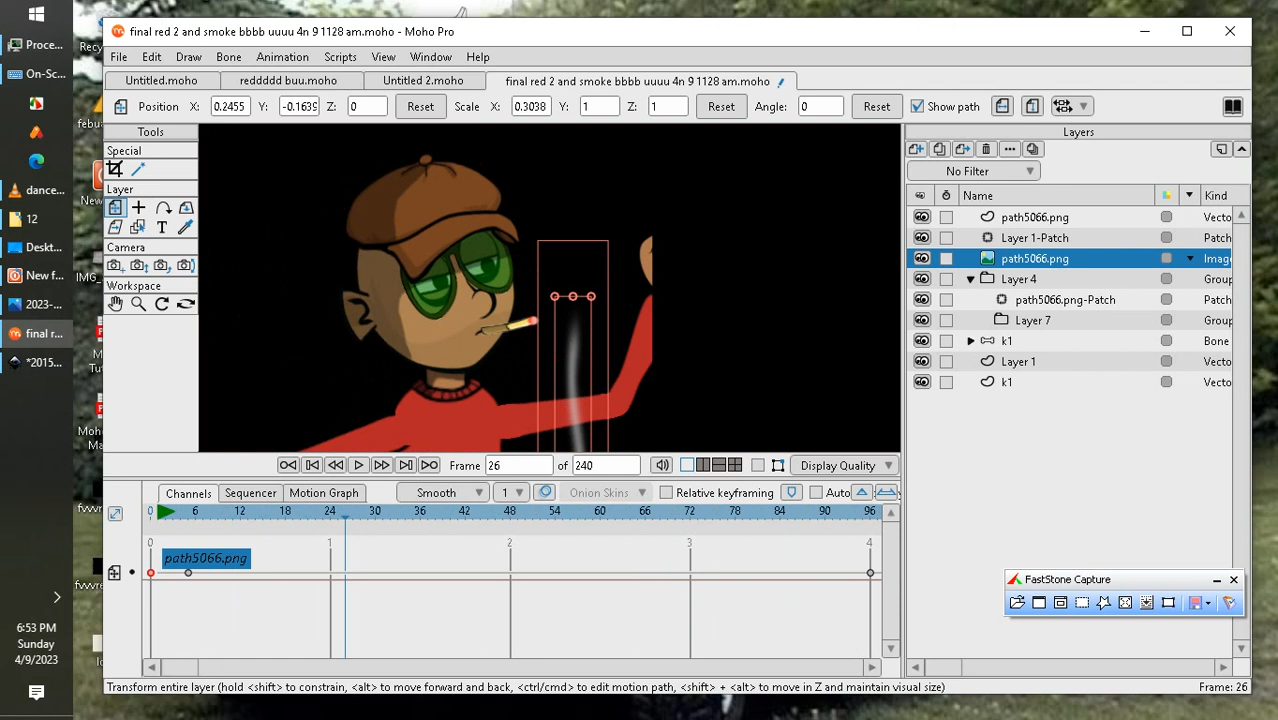 final red 2 and smoke bbbb uuuu 4n 9 1128 am.moho - Moho Pro
File Edit Draw Bone Animation Scripts View Window Help
Untitled.moho reddddd buu.moho Untitled 2.moho final red 2 and smoke bbbb uuuu 4n 9 1128 am.moho
Position X: 0.2455 Y: -0.1639 Z: 0 Reset Scale X: 0.3038 Y: 1 Z: 1 Reset Angle: 0 Reset Show path
Tools
Special
Layer
Camera
Workspace
Layers
No Filter
Name Kind
path5066.png Vecto
Layer 1-Patch Patch
path5066.png Image
Layer 4 Group
path5066.png-Patch Patch
Layer 7 Group
k1 Bone
Layer 1 Vecto
k1 Vecto
Frame 26 of 240 Display Quality
Channels Sequencer Motion Graph Smooth 1 Onion Skins Relative keyframing Auto
0 6 12 18 24 30 36 42 48 54 60 66 72 78 84 90 96
0 1 2 3 4
path5066.png
FastStone Capture
Transform entire layer (hold <shift> to constrain, <alt> to move forward and back, <ctrl/cmd> to edit motion path, <shift> + <alt> to move in Z and maintain visual size) Frame: 26
Proce...
On-Sc...
dance...
12
Deskt...
New f...
2023-...
final r...
*2015...
6:53 PM
Sunday
4/9/2023
Recy
febua
New
IMG_
Tut
Moh
Ma
fvvvre